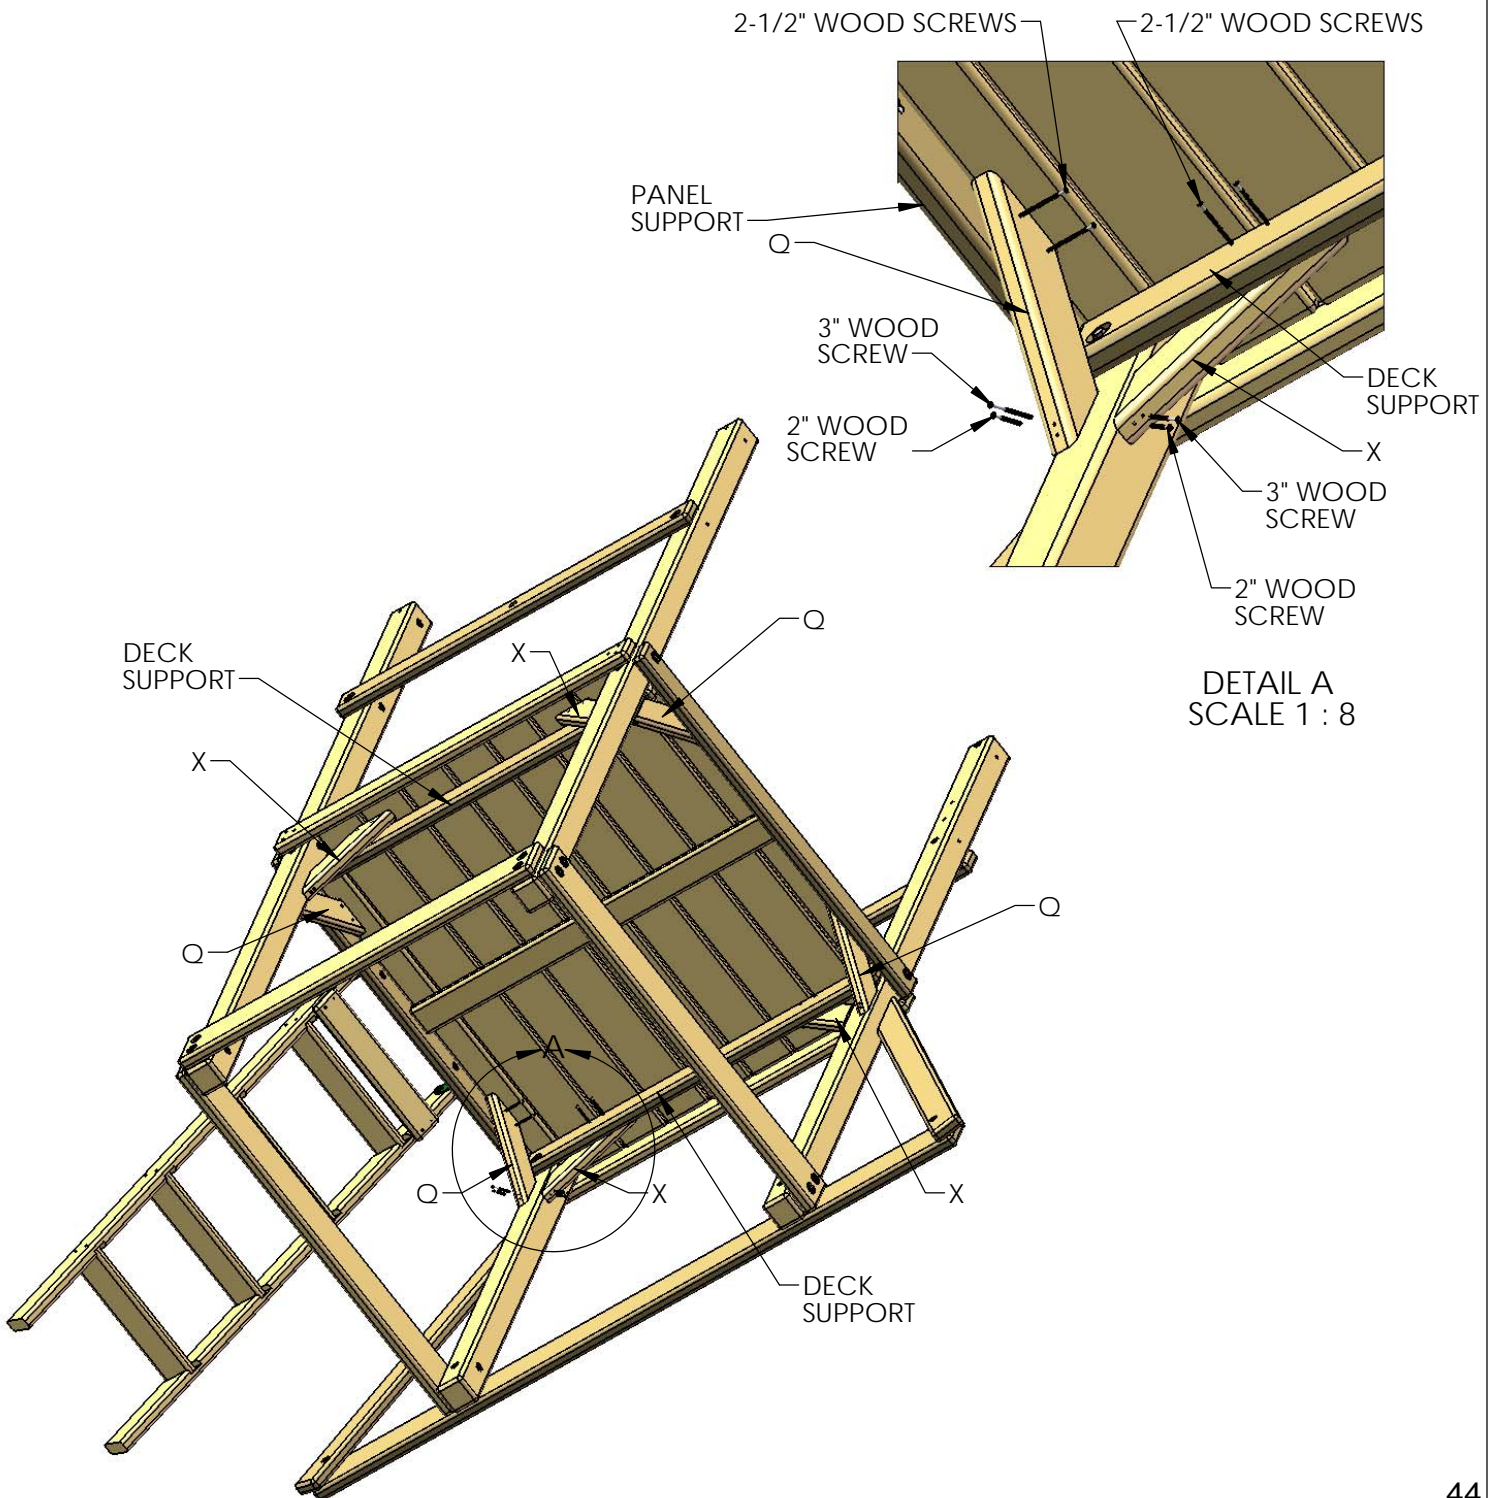 2-1/2" WOOD SCREWS
2-1/2" WOOD SCREWS
PANEL
SUPPORT
Q
3" WOOD
SCREW
2" WOOD
SCREW
DECK
SUPPORT
X
3" WOOD
SCREW
2" WOOD
SCREW
DETAIL A
SCALE 1 : 8
Q
X
DECK
SUPPORT
X
Q
Q
A
Q
X
X
DECK
SUPPORT
44